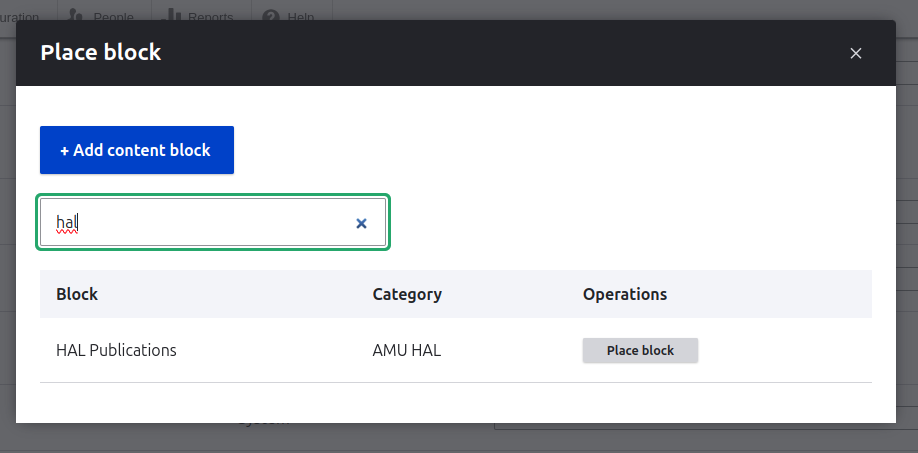 uration People Reports Help
Place block
+ Add content block
hal
Block Category Operations
HAL Publications AMU HAL Place block
System